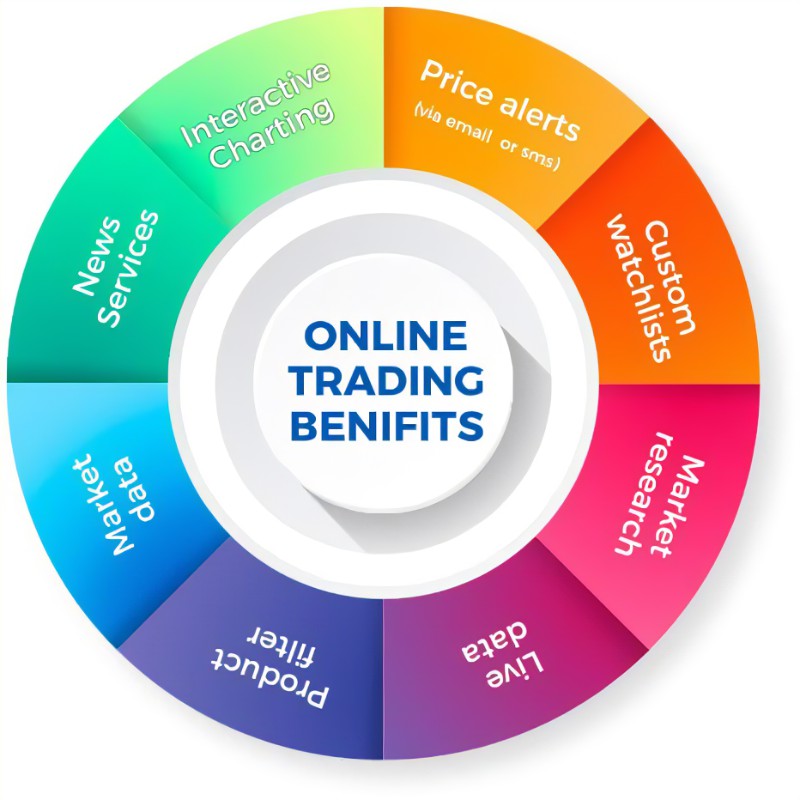 ONLINE
TRADING
BENIFITS
Price alerts
(via email or sms)
Custom
watchlists
Market
research
Live
data
Product
filter
Market
data
News
Services
Interactive
Charting